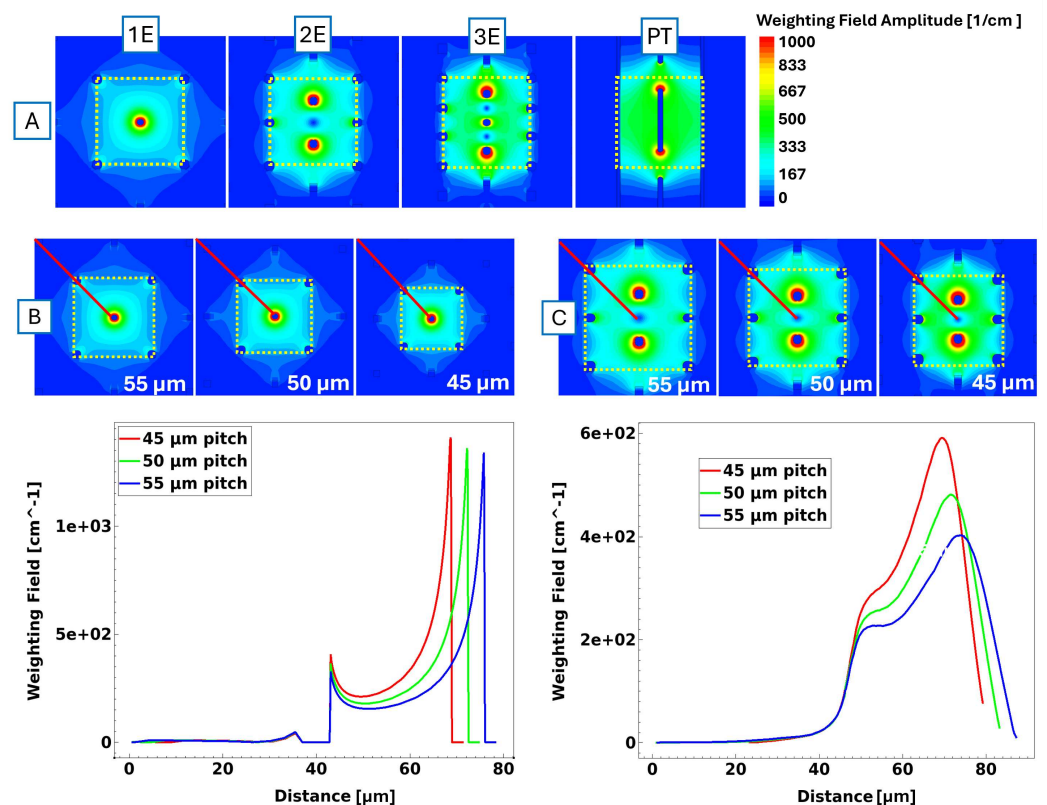 Weighting Field Amplitude [1/cm ]
1E
2E
3E
PT
A
1000
833
667
500
333
167
0
B
55 µm
50 µm
45 µm
C
55 µm
50 µm
45 µm
45 µm pitch
50 µm pitch
55 µm pitch
Weighting Field [cm^-1]
1e+03
5e+02
0
0
20
40
60
80
Distance [µm]
45 µm pitch
50 µm pitch
55 µm pitch
Weighting Field [cm^-1]
6e+02
4e+02
2e+02
0
0
20
40
60
80
Distance [µm]